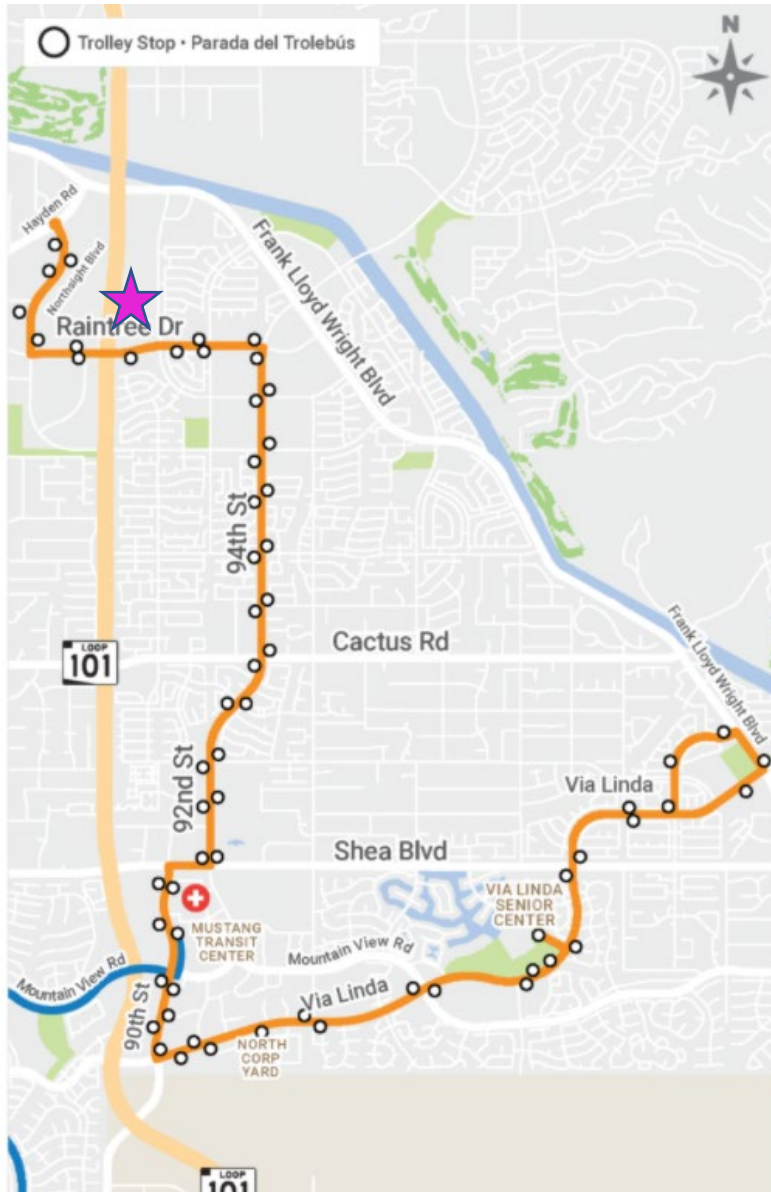 Trolley Stop • Parada del Trolebús
N
Hayden Rd
Northsight Blvd
Raintree Dr
Frank Lloyd Wright Blvd
94th St
LOOP
101
Cactus Rd
Frank Lloyd Wright Blvd
92nd St
Via Linda
Shea Blvd
VIA LINDA
SENIOR
CENTER
MUSTANG
TRANSIT
CENTER
Mountain View Rd
Mountain View Rd
90th St
Via Linda
NORTH
CORP
YARD
LOOP
101